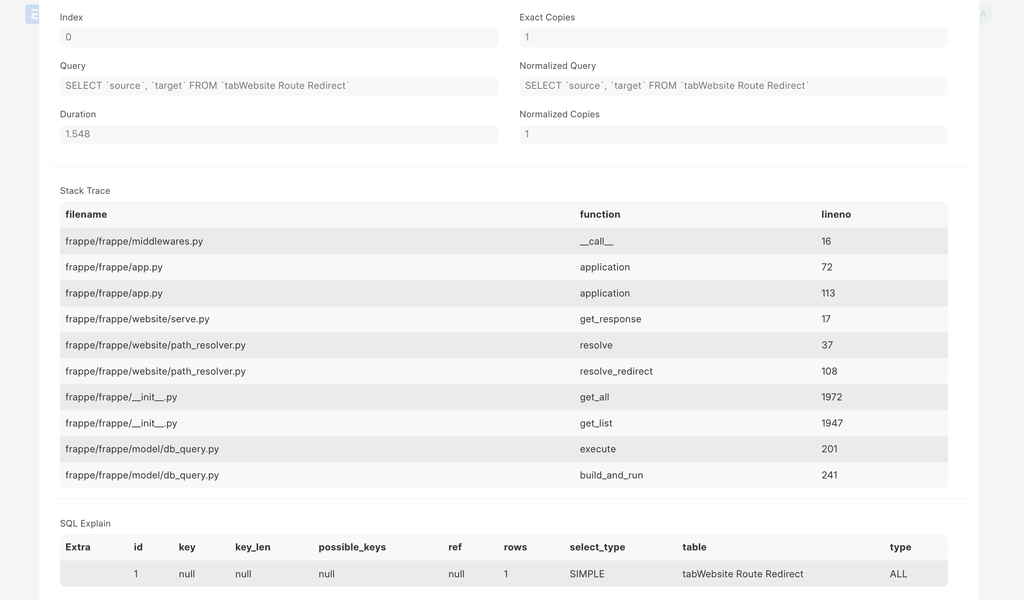 Index
Exact Copies
0
1
Query
Normalized Query
SELECT `source`, `target` FROM `tabWebsite Route Redirect`
SELECT `source`, `target` FROM `tabWebsite Route Redirect`
Duration
Normalized Copies
1.548
1
Stack Trace
filename function lineno
frappe/frappe/middlewares.py __call__ 16
frappe/frappe/app.py application 72
frappe/frappe/app.py application 113
frappe/frappe/website/serve.py get_response 17
frappe/frappe/website/path_resolver.py resolve 37
frappe/frappe/website/path_resolver.py resolve_redirect 108
frappe/frappe/__init__.py get_all 1972
frappe/frappe/__init__.py get_list 1947
frappe/frappe/model/db_query.py execute 201
frappe/frappe/model/db_query.py build_and_run 241
SQL Explain
Extra id key key_len possible_keys ref rows select_type table type
1 null null null null 1 SIMPLE tabWebsite Route Redirect ALL